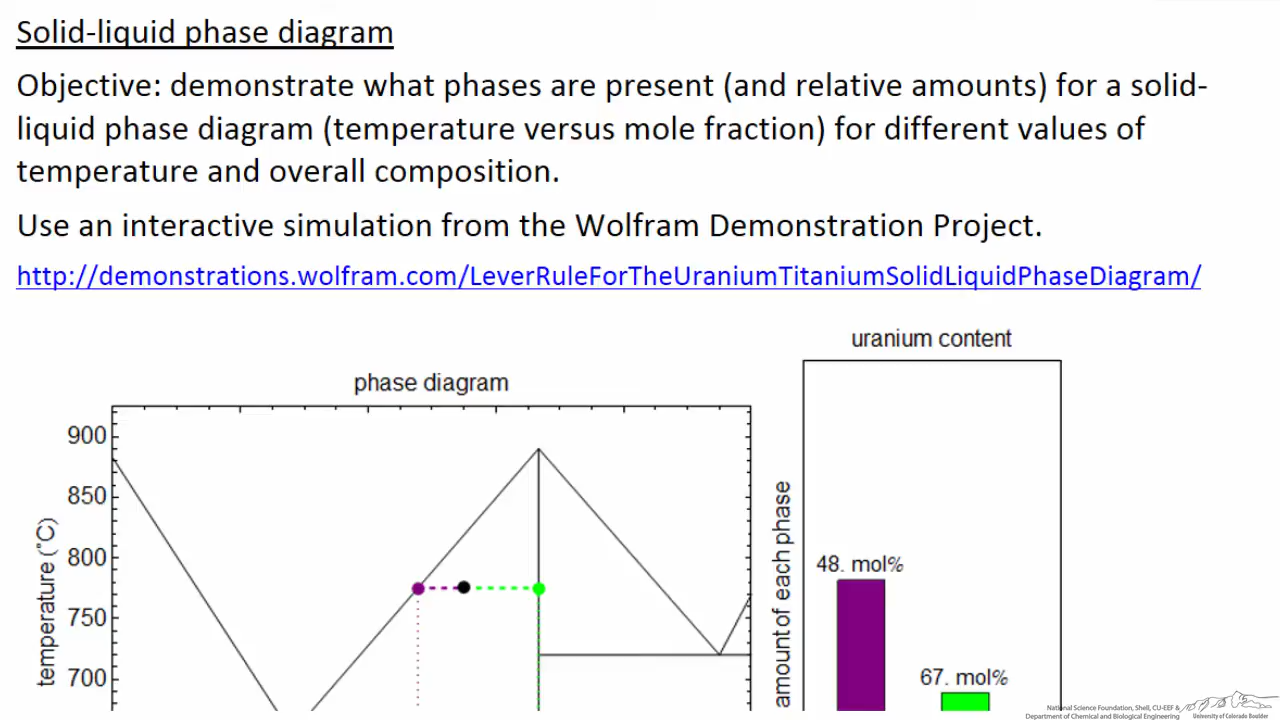 Solid-liquid phase diagram
Objective: demonstrate what phases are present (and relative amounts) for a solid-
liquid phase diagram (temperature versus mole fraction) for different values of
temperature and overall composition.
Use an interactive simulation from the Wolfram Demonstration Project.
http://demonstrations.wolfram.com/LeverRuleForTheUraniumTitaniumSolidLiquidPhaseDiagram/
phase diagram
temperature (°C)
900
850
800
750
700
uranium content
amount of each phase
48. mol%
67. mol%
National Science Foundation, Shell, CU-EEF &
Department of Chemical and Biological Engineering
University of Colorado Boulder